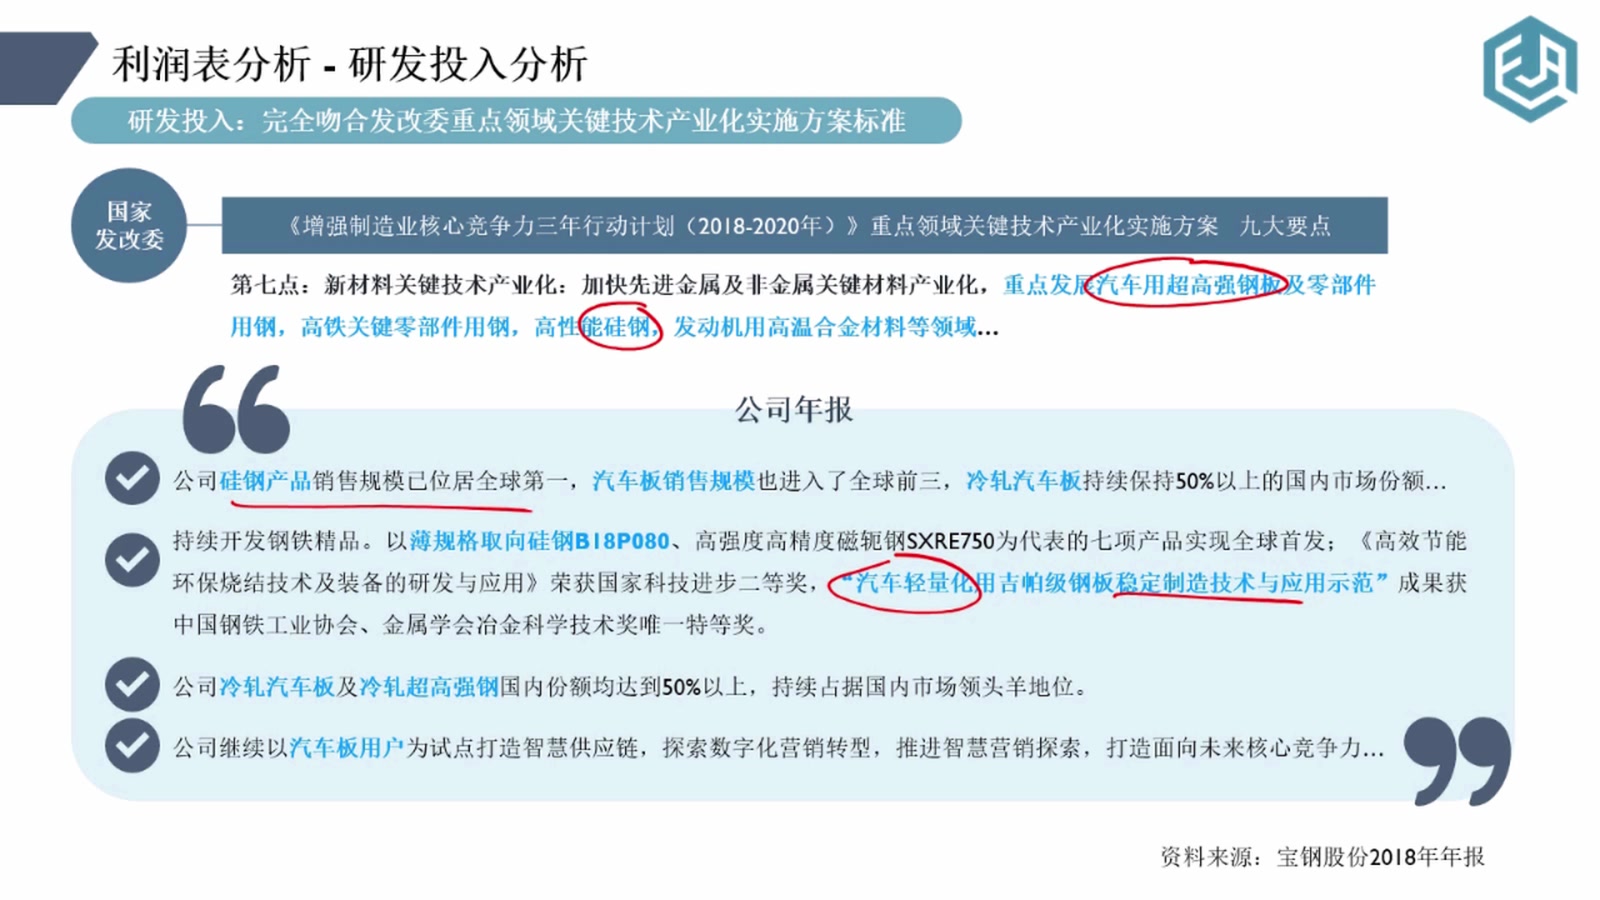 利润表分析 - 研发投入分析
研发投入：完全吻合发改委重点领域关键技术产业化实施方案标准
国家
发改委
《增强制造业核心竞争力三年行动计划（2018-2020年）》重点领域关键技术产业化实施方案 九大要点
第七点：新材料关键技术产业化：加快先进金属及非金属关键材料产业化，重点发展汽车用超高强钢板及零部件
用钢，高铁关键零部件用钢，高性能硅钢，发动机用高温合金材料等领域...
公司年报
公司硅钢产品销售规模已位居全球第一，汽车板销售规模也进入了全球前三，冷轧汽车板持续保持50%以上的国内市场份额...
持续开发钢铁精品。以薄规格取向硅钢B18P080、高强度高精度磁轭钢SXRE750为代表的七项产品实现全球首发；《高效节能
环保烧结技术及装备的研发与应用》荣获国家科技进步二等奖，“汽车轻量化用吉帕级钢板稳定制造技术与应用示范”成果获
中国钢铁工业协会、金属学会冶金科学技术奖唯一特等奖。
公司冷轧汽车板及冷轧超高强钢国内份额均达到50%以上，持续占据国内市场领头羊地位。
公司继续以汽车板用户为试点打造智慧供应链，探索数字化营销转型，推进智慧营销探索，打造面向未来核心竞争力...
资料来源：宝钢股份2018年年报